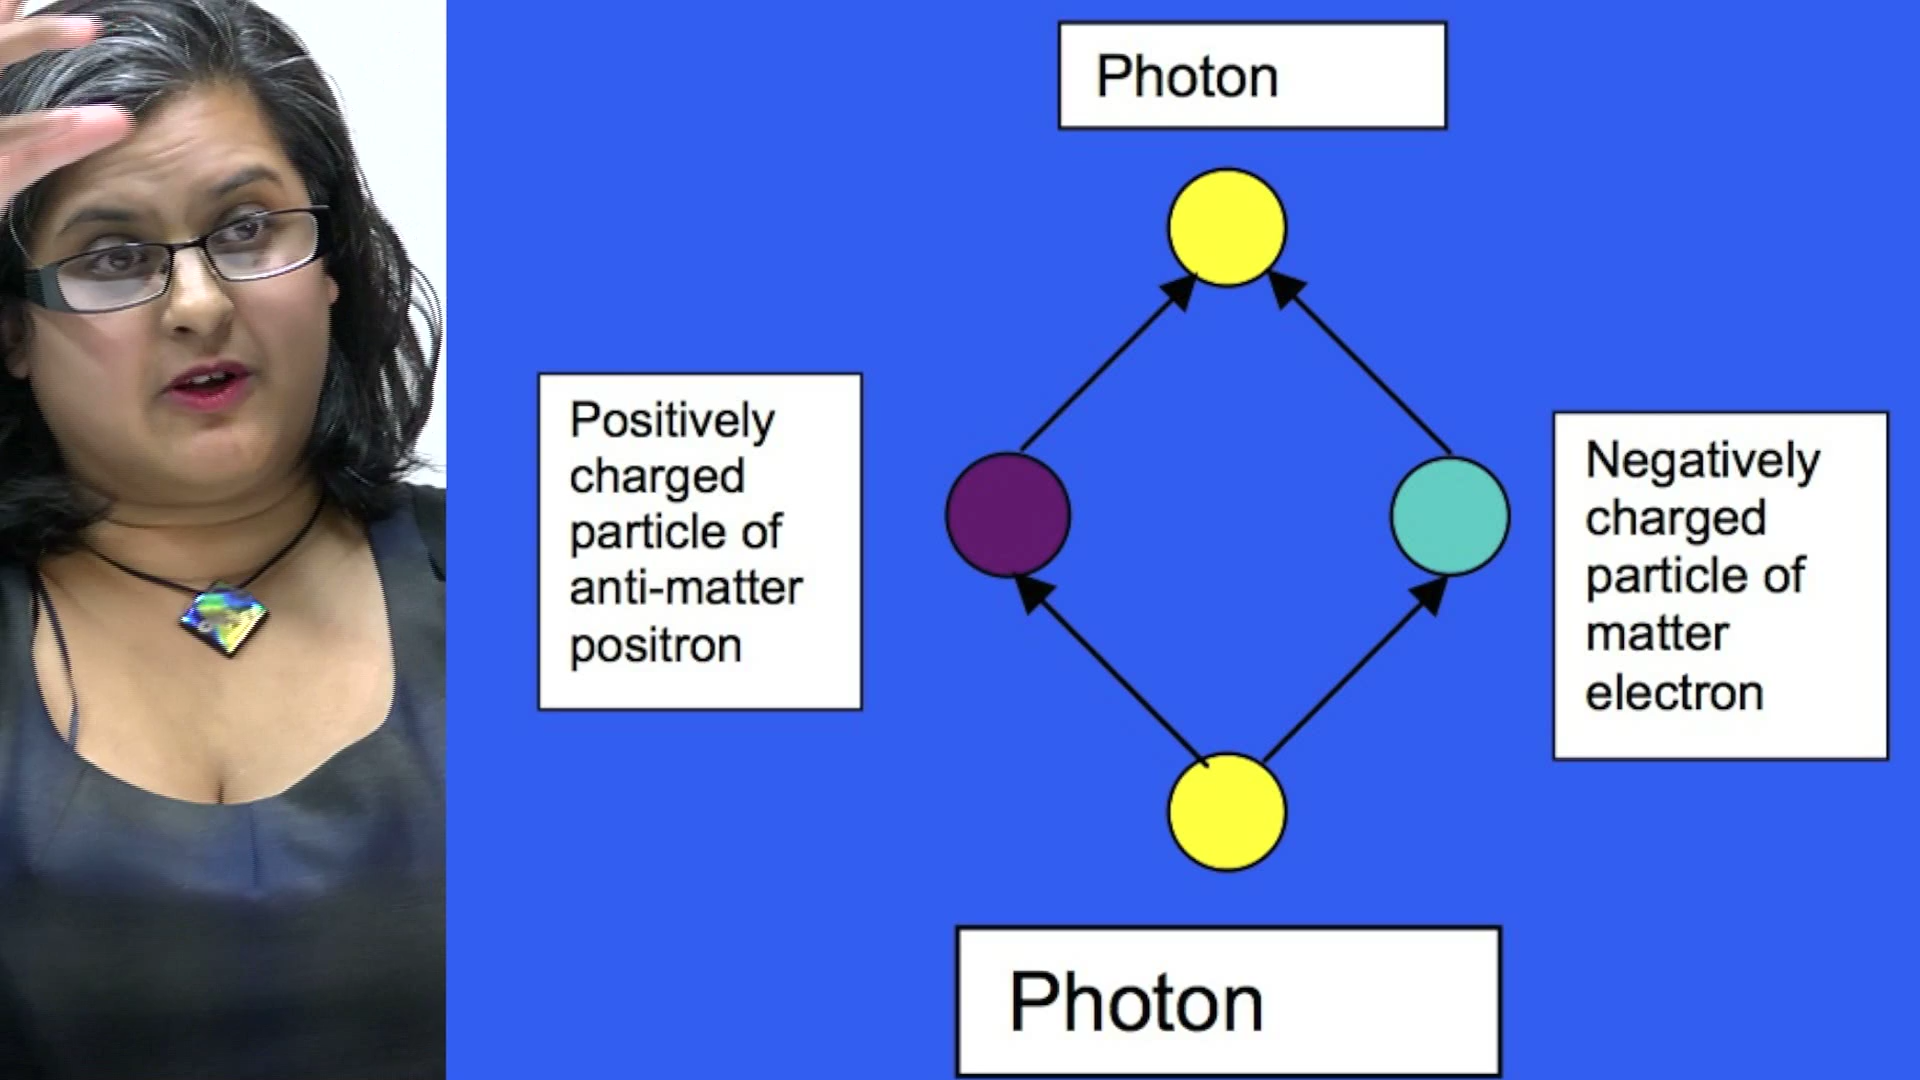 Photon
Positively
charged
particle of
anti-matter
positron
Negatively
charged
particle of
matter
electron
Photon